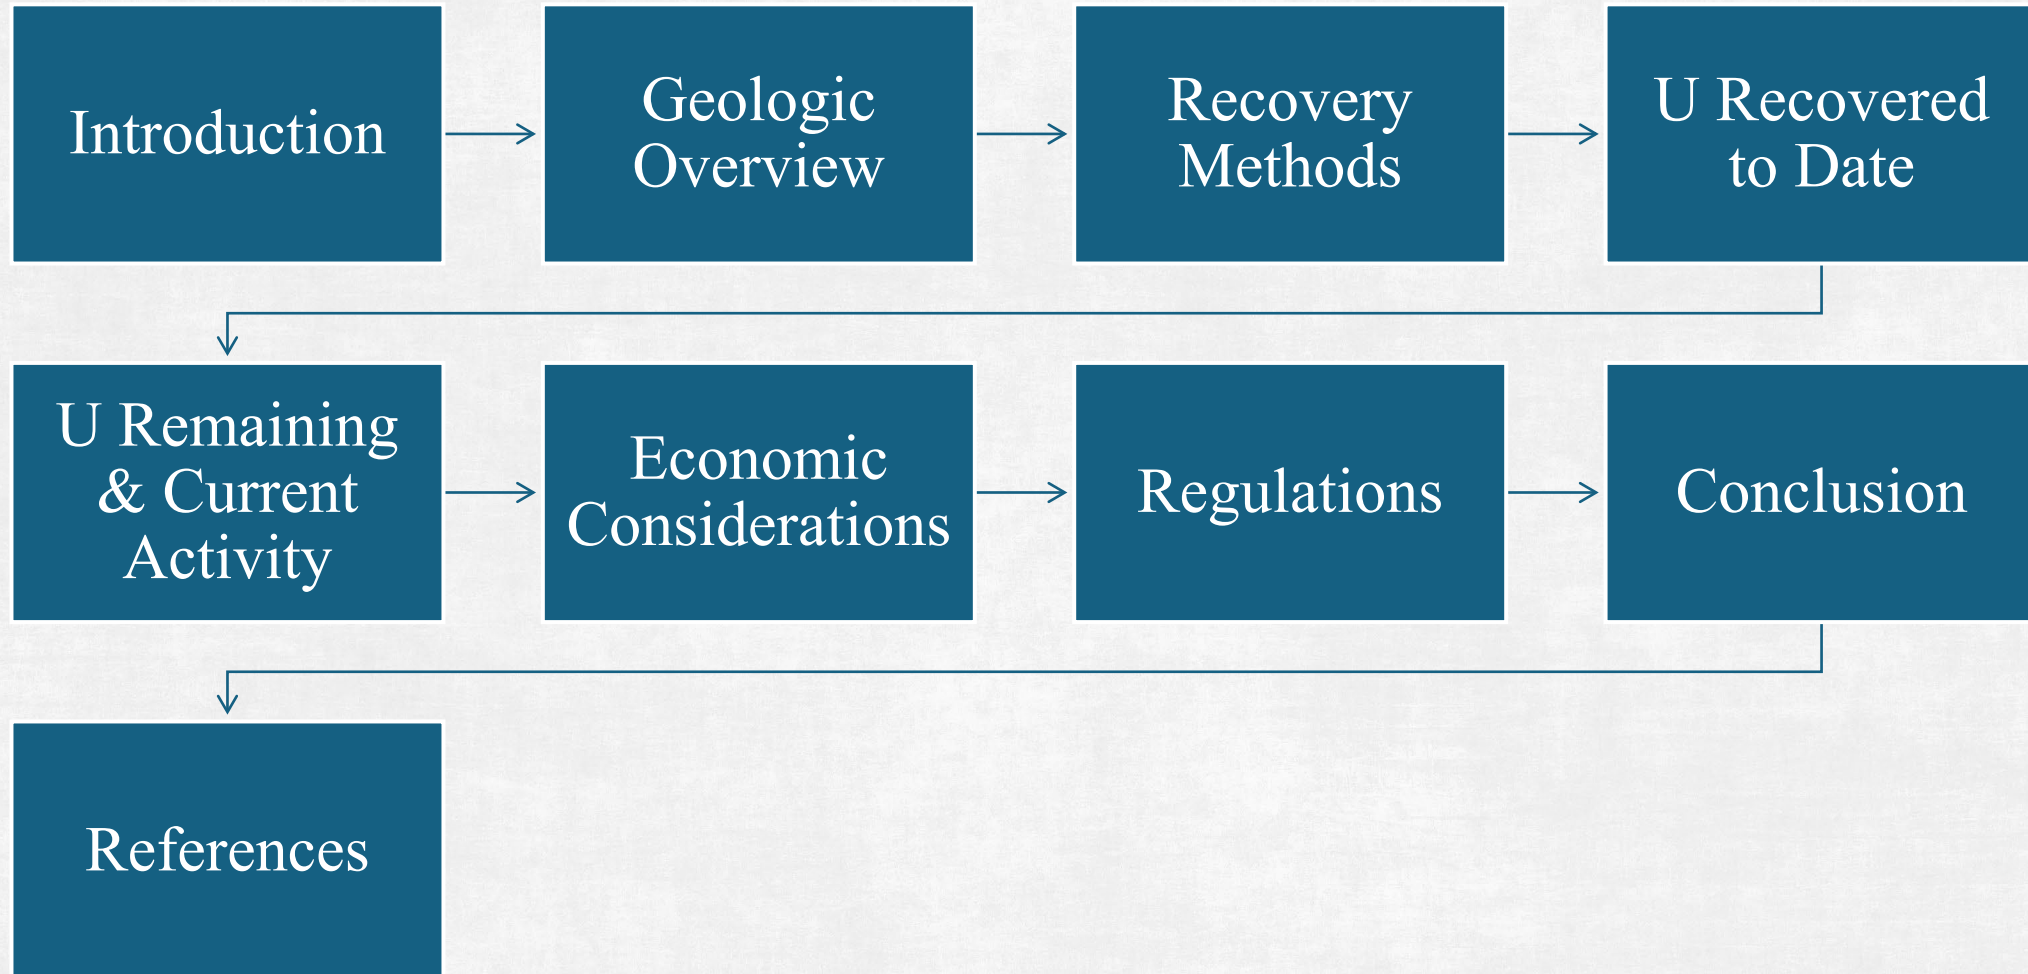 Introduction
Geologic
Overview
Recovery
Methods
U Recovered
to Date
U Remaining
& Current
Activity
Economic
Considerations
Regulations
Conclusion
References